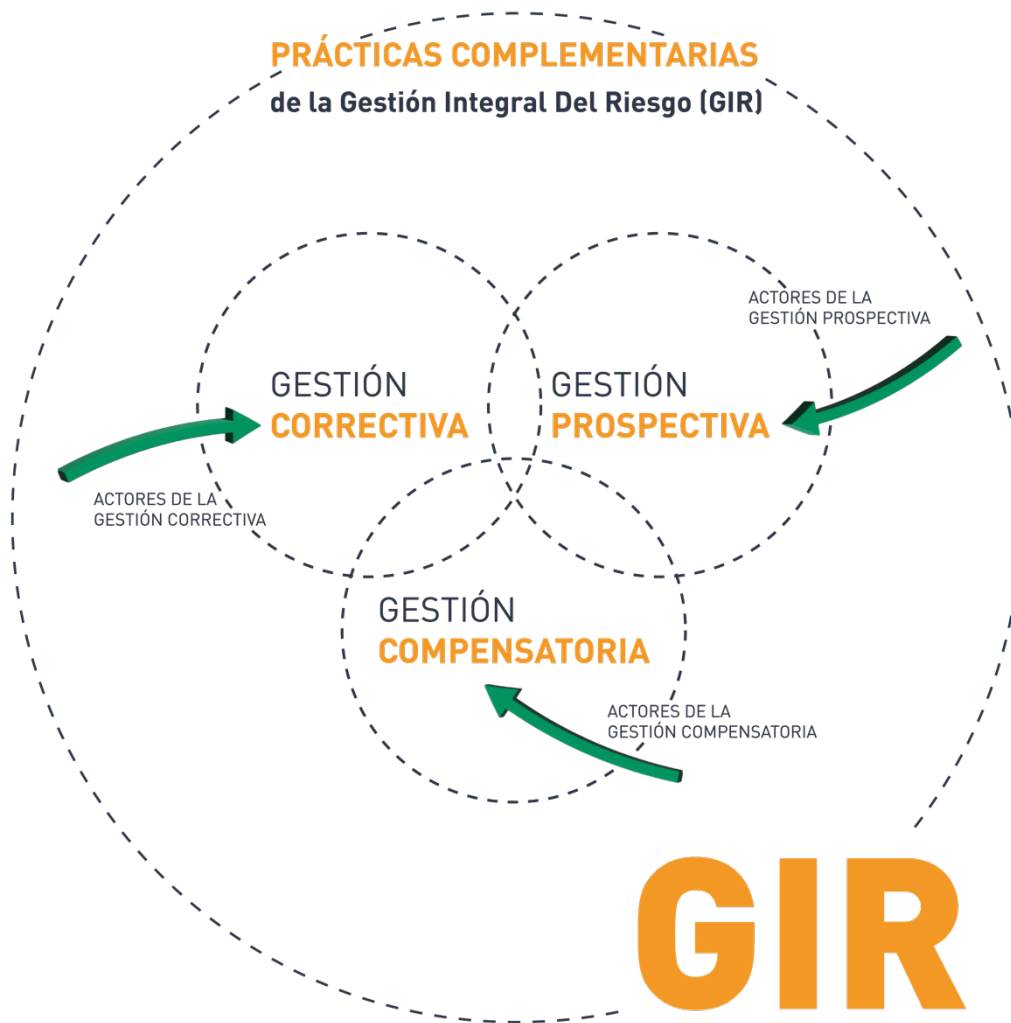 PRÁCTICAS COMPLEMENTARIAS
de la Gestión Integral Del Riesgo (GIR)
ACTORES DE LA
GESTIÓN PROSPECTIVA
GESTIÓN
CORRECTIVA
GESTIÓN
PROSPECTIVA
ACTORES DE LA
GESTIÓN CORRECTIVA
GESTIÓN
COMPENSATORIA
ACTORES DE LA
GESTIÓN COMPENSATORIA
GIR